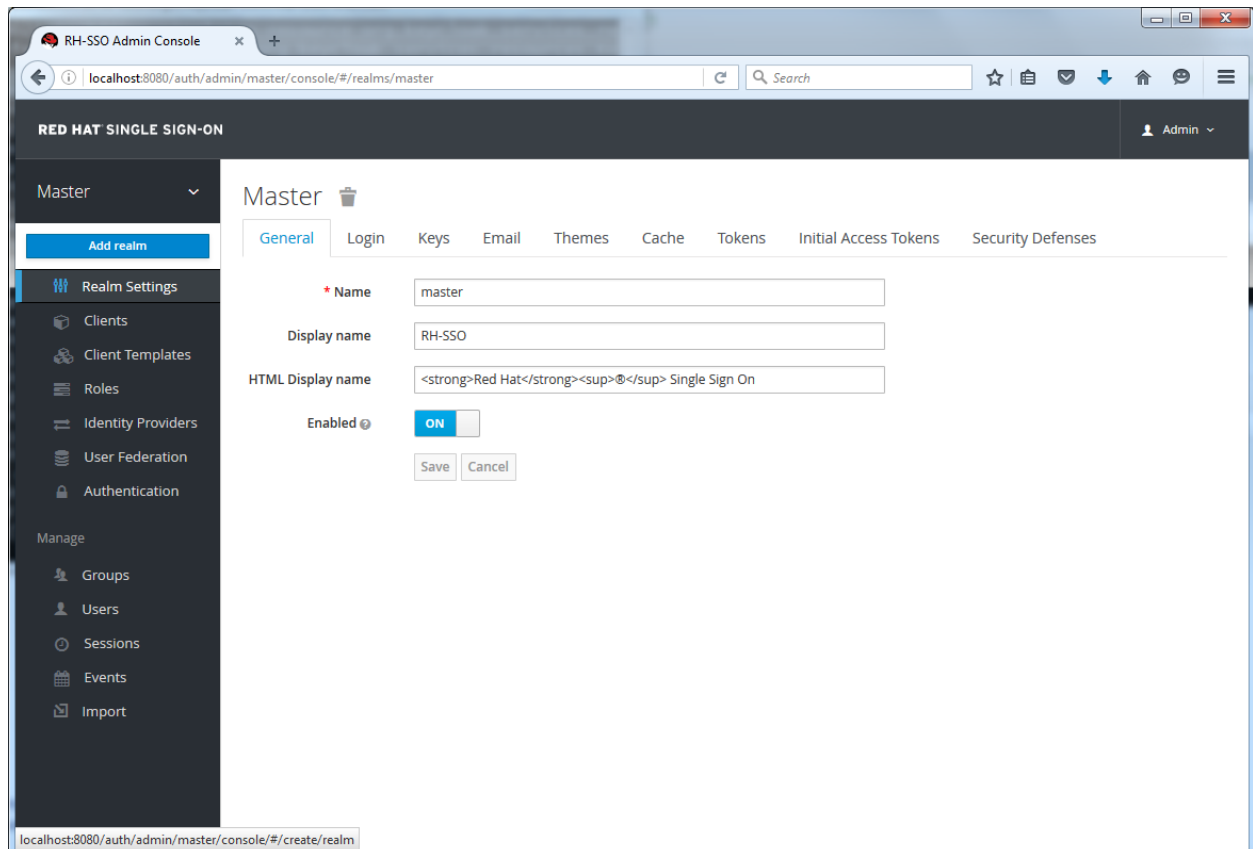 RH-SSO Admin Console
localhost:8080/auth/admin/master/console/#/realms/master
Search
RED HAT® SINGLE SIGN-ON
Admin
Master
Add realm
Realm Settings
Clients
Client Templates
Roles
Identity Providers
User Federation
Authentication
Manage
Groups
Users
Sessions
Events
Import
Master
General Login Keys Email Themes Cache Tokens Initial Access Tokens Security Defenses
* Name master
Display name RH-SSO
HTML Display name <strong>Red Hat</strong><sup>®</sup> Single Sign On
Enabled ON
Save Cancel
localhost:8080/auth/admin/master/console/#/create/realm